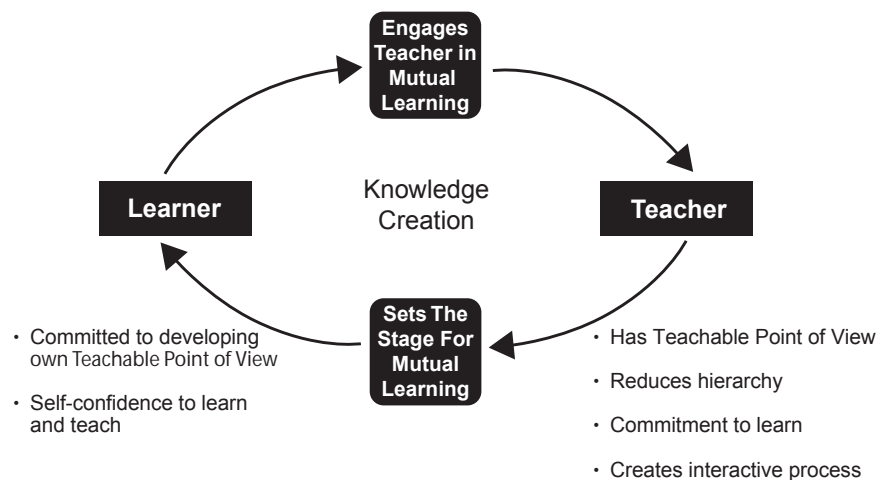 Engages
Teacher in
Mutual
Learning
Learner
Knowledge
Creation
Teacher
Sets The
Stage For
Mutual
Learning
· Committed to developing
own Teachable Point of View
· Self-confidence to learn
and teach
· Has Teachable Point of View
· Reduces hierarchy
· Commitment to learn
· Creates interactive process